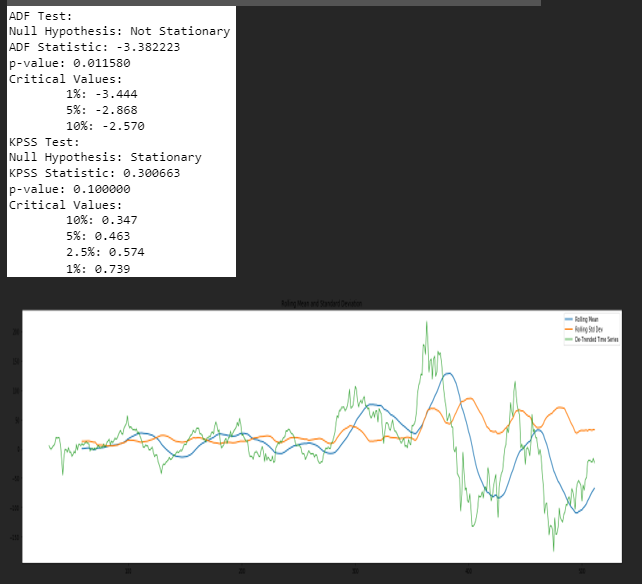 ADF Test:
Null Hypothesis: Not Stationary
ADF Statistic: -3.382223
p-value: 0.011580
Critical Values:
1%: -3.444
5%: -2.868
10%: -2.570
KPSS Test:
Null Hypothesis: Stationary
KPSS Statistic: 0.300663
p-value: 0.100000
Critical Values:
10%: 0.347
5%: 0.463
2.5%: 0.574
1%: 0.739
Rolling Mean and Standard Deviation
Rolling Mean
Rolling Std Dev
De-Trended Time Series